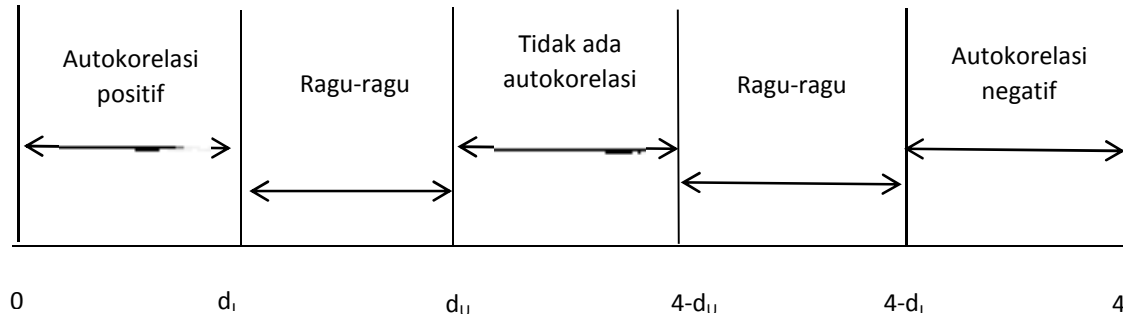 Autokorelasi
positif
Ragu-ragu
Tidak ada
autokorelasi
Ragu-ragu
Autokorelasi
negatif
0 dL dU 4-dU 4-dL 4